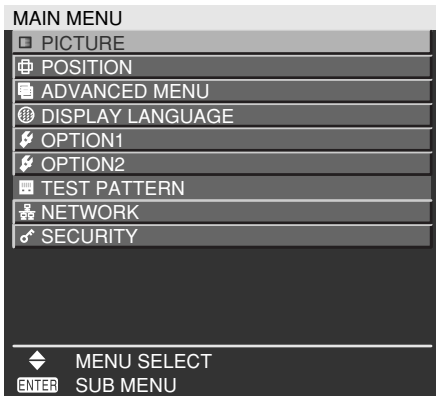 MAIN MENU
PICTURE
POSITION
ADVANCED MENU
DISPLAY LANGUAGE
OPTION1
OPTION2
TEST PATTERN
NETWORK
SECURITY
MENU SELECT
ENTER SUB MENU